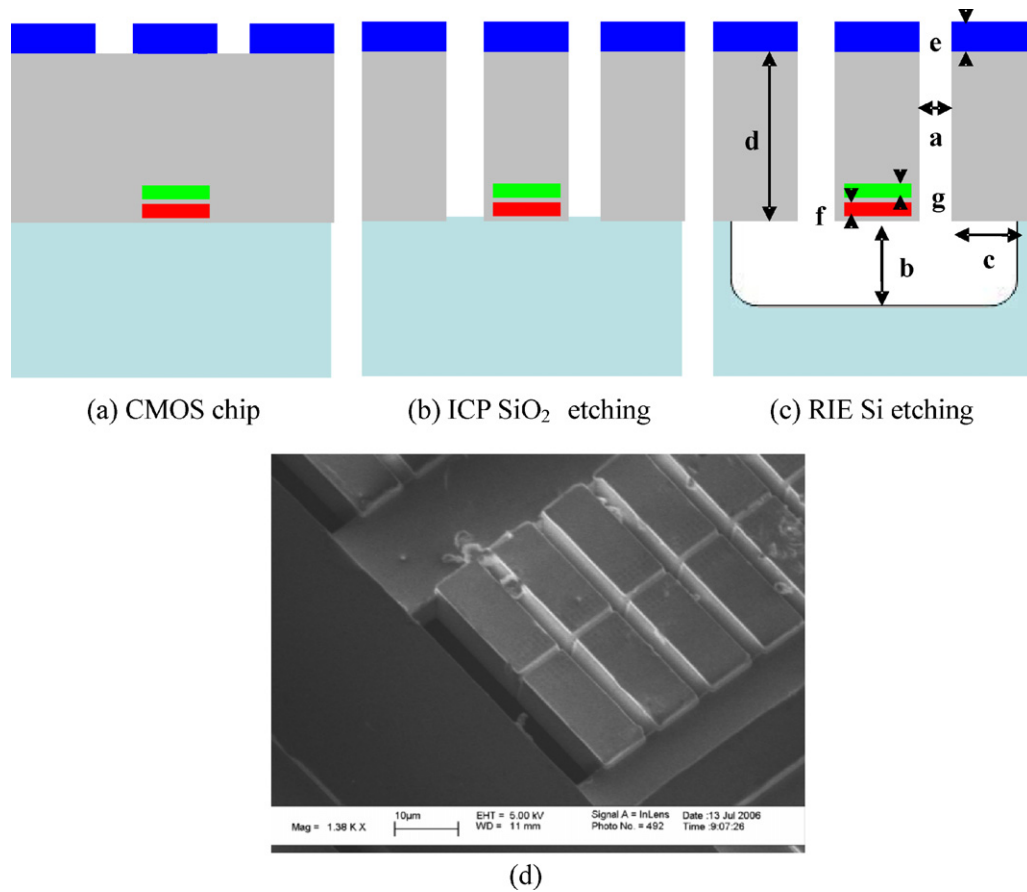 e
d
a
g
f
b
c
(a) CMOS chip
(b) ICP SiO₂ etching
(c) RIE Si etching
Mag = 1.38 K X
10µm
EHT = 5.00 kV
WD = 11 mm
Signal A = InLens
Photo No. = 492
Date :13 Jul 2006
Time :9:07:26
(d)